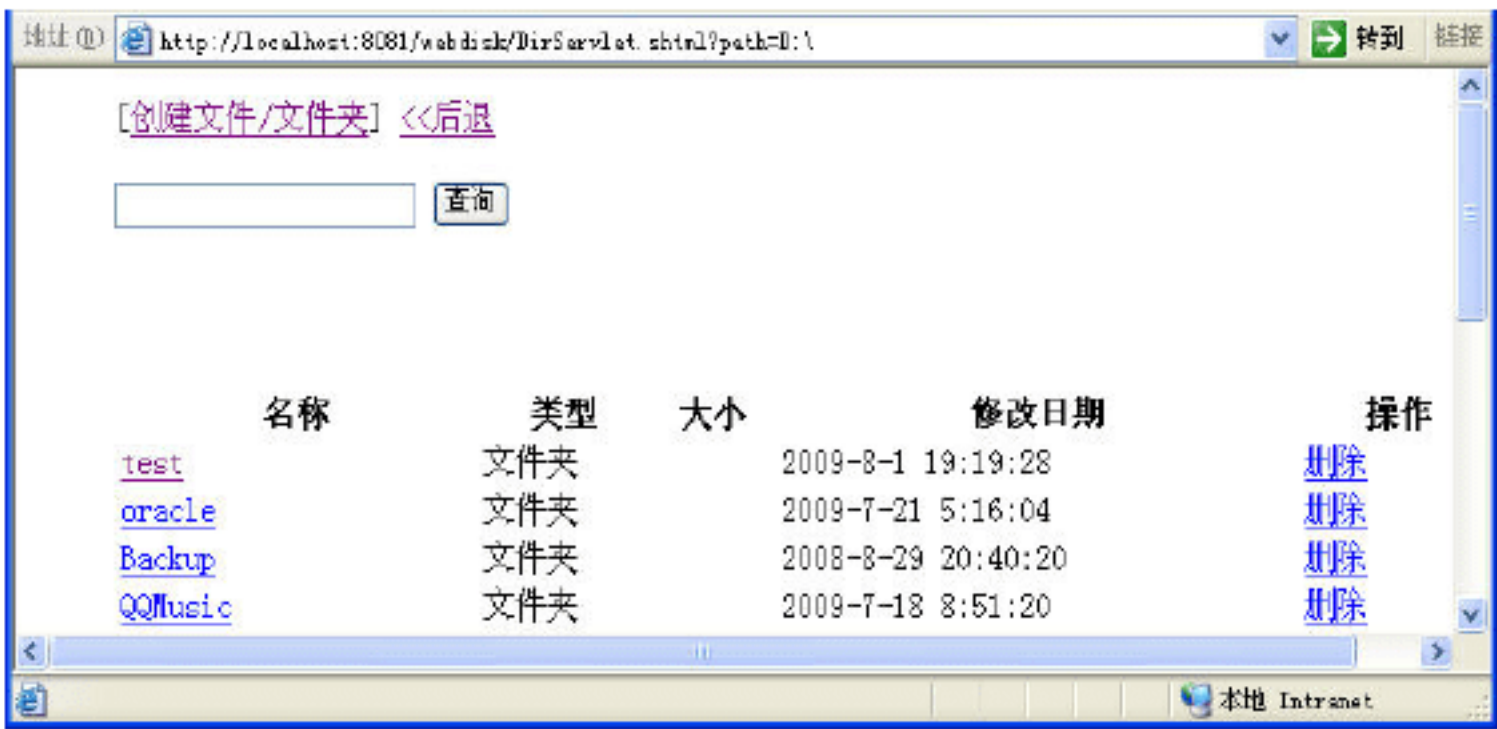 地址(D) http://localhost:8081/webdisk/DirServlet.shtml?path=D:\ 转到 链接
[创建文件/文件夹] <<后退
查询
名称 类型 大小 修改日期 操作
test 文件夹 2009-8-1 19:19:28 删除
oracle 文件夹 2009-7-21 5:16:04 删除
Backup 文件夹 2008-8-29 20:40:20 删除
QQMusic 文件夹 2009-7-18 8:51:20 删除
本地 Intranet